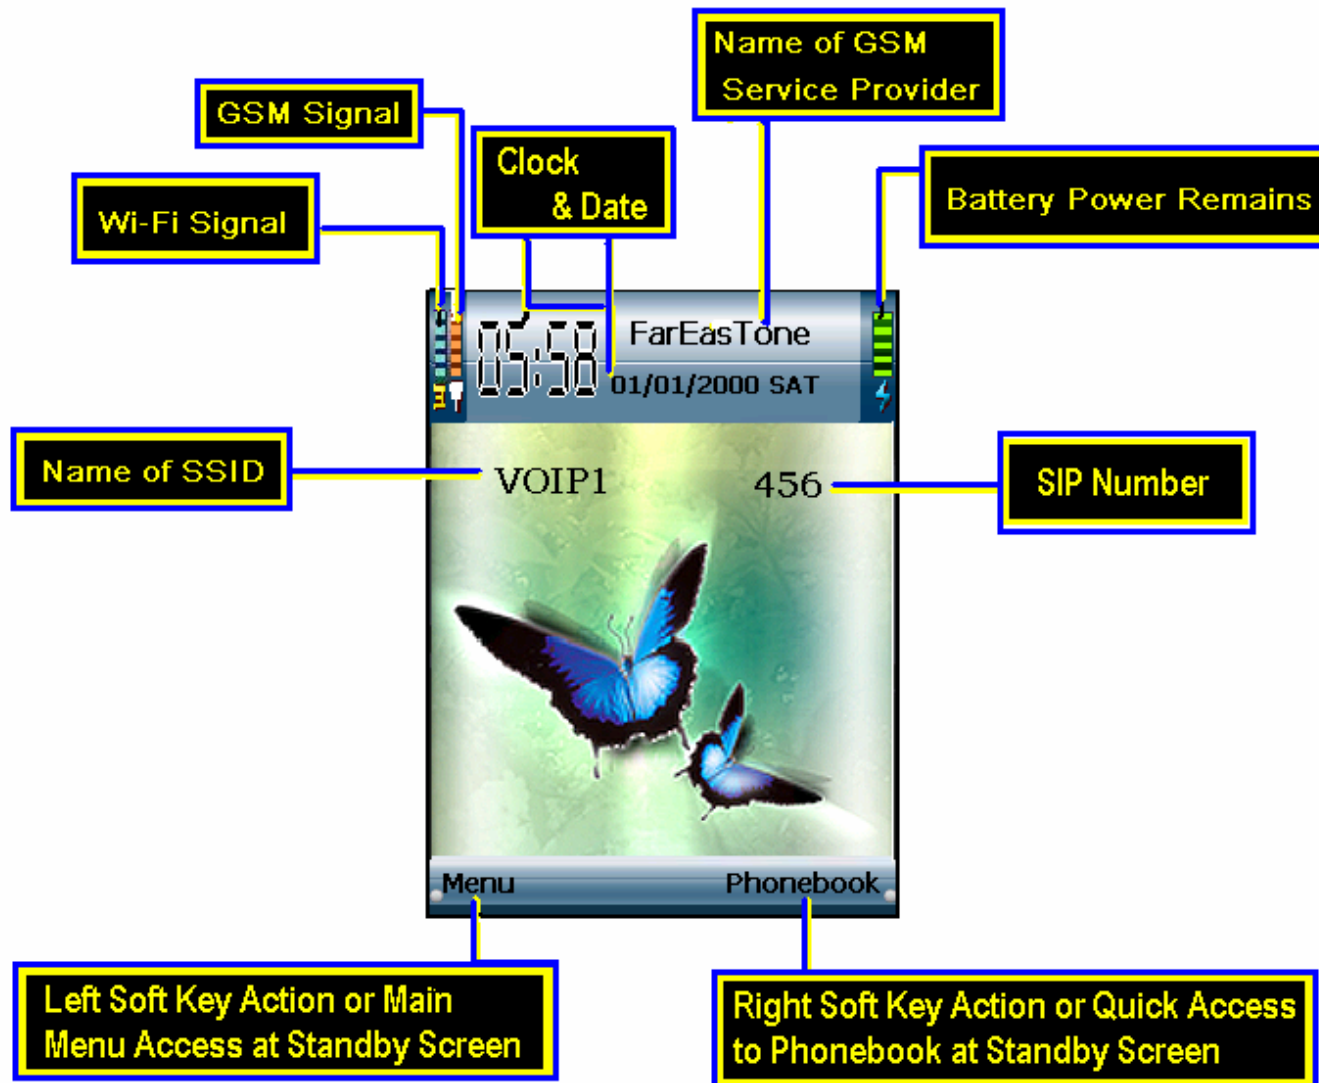 Name of GSM
Service Provider
GSM Signal
Clock
& Date
Battery Power Remains
Wi-Fi Signal
05:58
FarEasTone
01/01/2000 SAT
Name of SSID
VOIP1
456
SIP Number
Menu
Phonebook
Left Soft Key Action or Main
Menu Access at Standby Screen
Right Soft Key Action or Quick Access
to Phonebook at Standby Screen